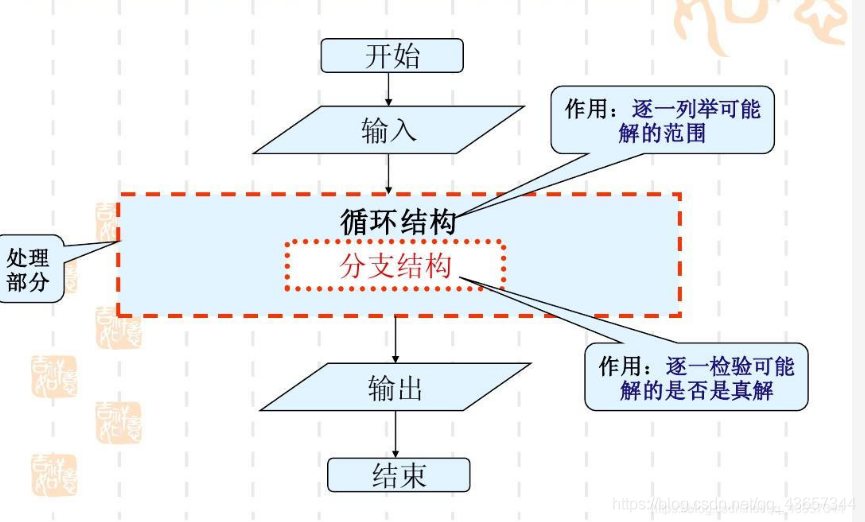 开始
输入
作用：逐一列举可能
解的范围
循环结构
分支结构
处理
部分
作用：逐一检验可能
解的是否是真解
输出
结束
https://blog.csdn.net/qq_43657344